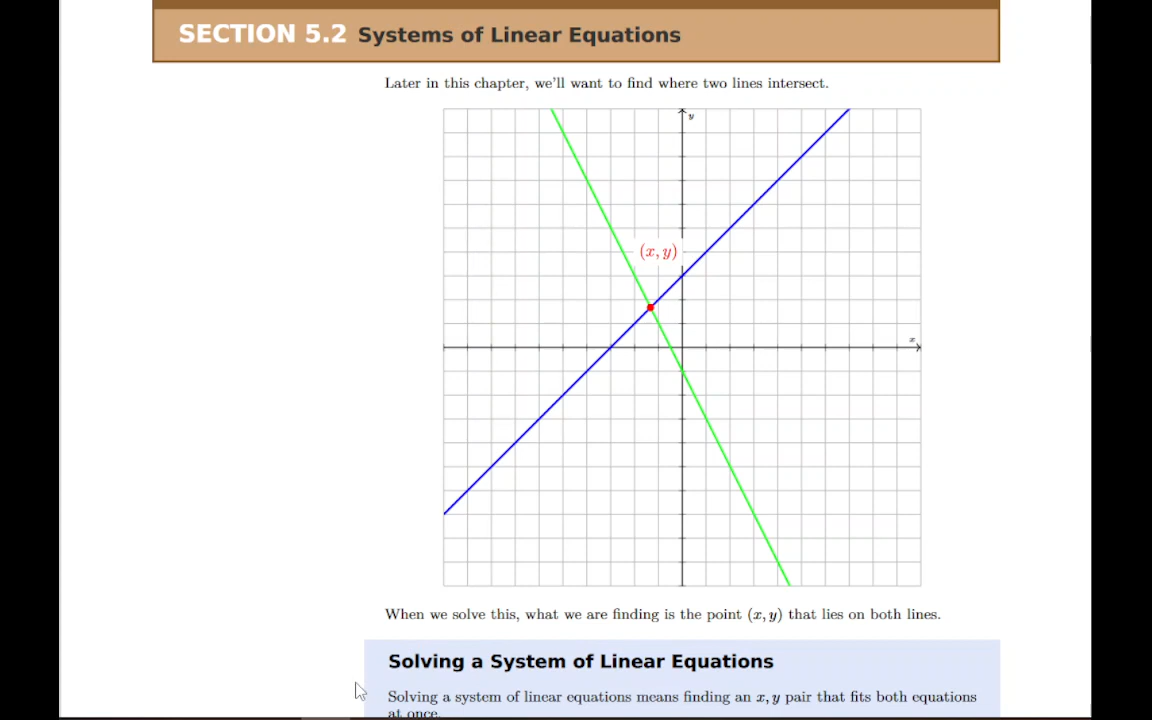 SECTION 5.2 Systems of Linear Equations
Later in this chapter, we’ll want to find where two lines intersect.
y
(x, y)
x
When we solve this, what we are finding is the point (x, y) that lies on both lines.
Solving a System of Linear Equations
Solving a system of linear equations means finding an x, y pair that fits both equations
at once.